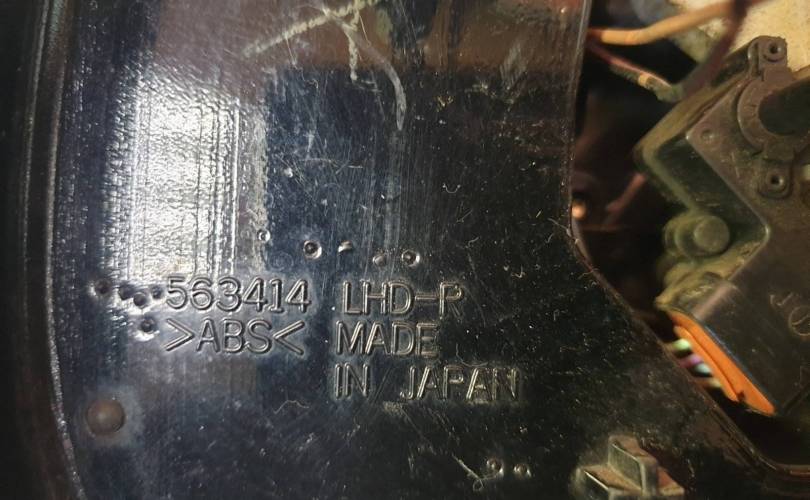 563414 LHD-R
>ABS< MADE
IN JAPAN